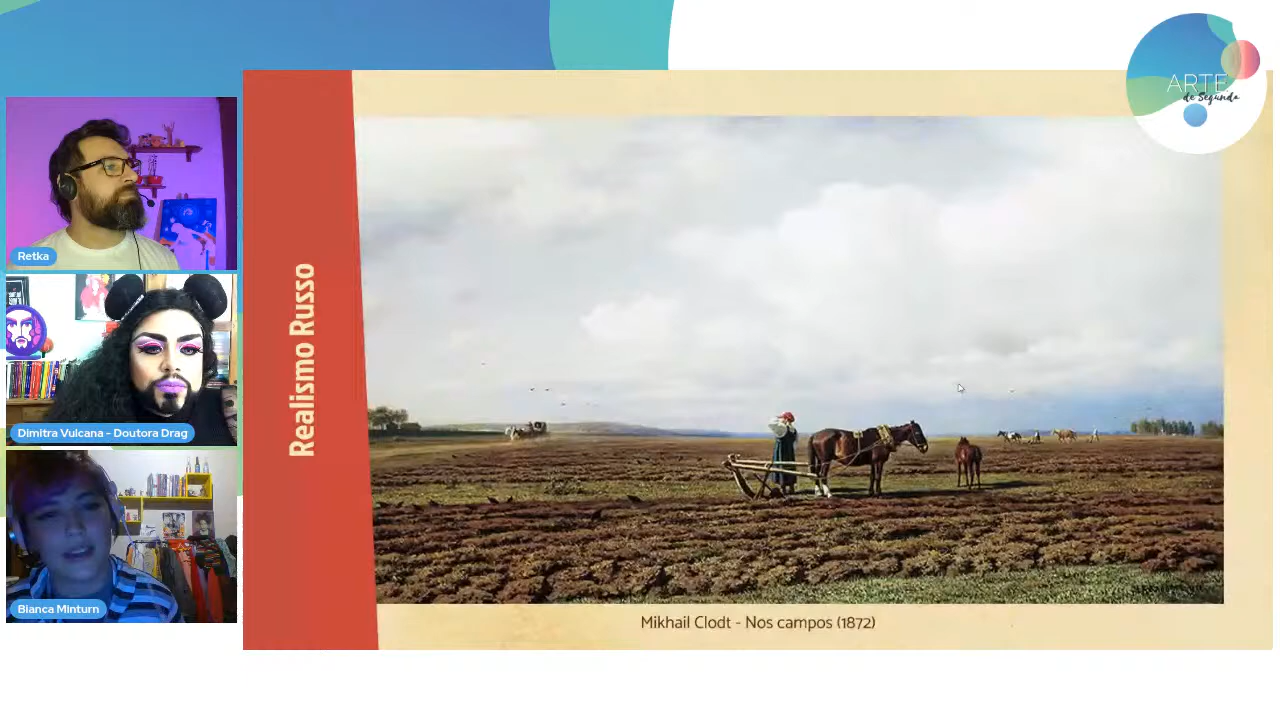 ARTE
de Segunda
Retka
Dimitra Vulcana - Doutora Drag
Bianca Minturn
Realismo Russo
Mikhail Clodt - Nos campos (1872)